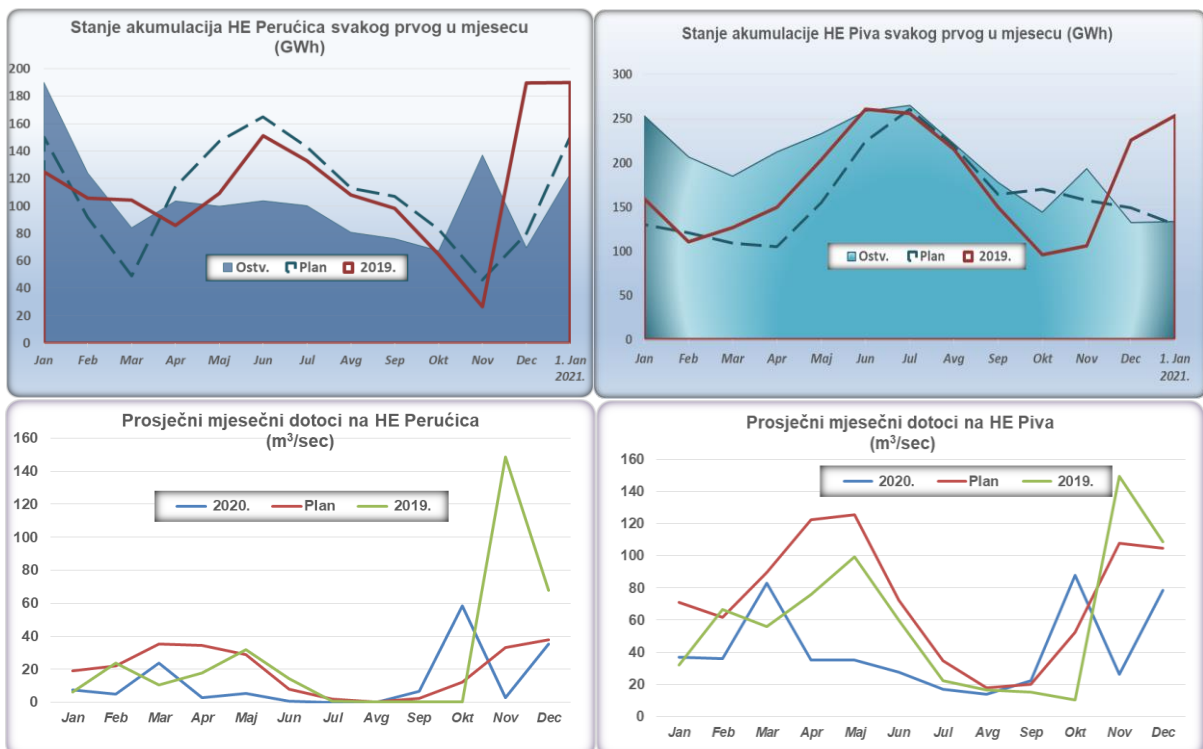 Stanje akumulacija HE Perućica svakog prvog u mjesecu
(GWh)
200
180
160
140
120
100
80
60
40
20
0
Ostv. Plan 2019.
Jan Feb Mar Apr Maj Jun Jul Avg Sep Okt Nov Dec 1. Jan
2021.
Stanje akumulacije HE Piva svakog prvog u mjesecu (GWh)
300
250
200
150
100
50
0
Ostv. Plan 2019.
Jan Feb Mar Apr Maj Jun Jul Avg Sep Okt Nov Dec 1. Jan
2021.
Prosječni mjesečni dotoci na HE Perućica
(m³/sec)
160
140
120
100
80
60
40
20
0
2020. Plan 2019.
Jan Feb Mar Apr Maj Jun Jul Avg Sep Okt Nov Dec
Prosječni mjesečni dotoci na HE Piva
(m³/sec)
160
140
120
100
80
60
40
20
0
2020. Plan 2019.
Jan Feb Mar Apr Maj Jun Jul Avg Sep Okt Nov Dec